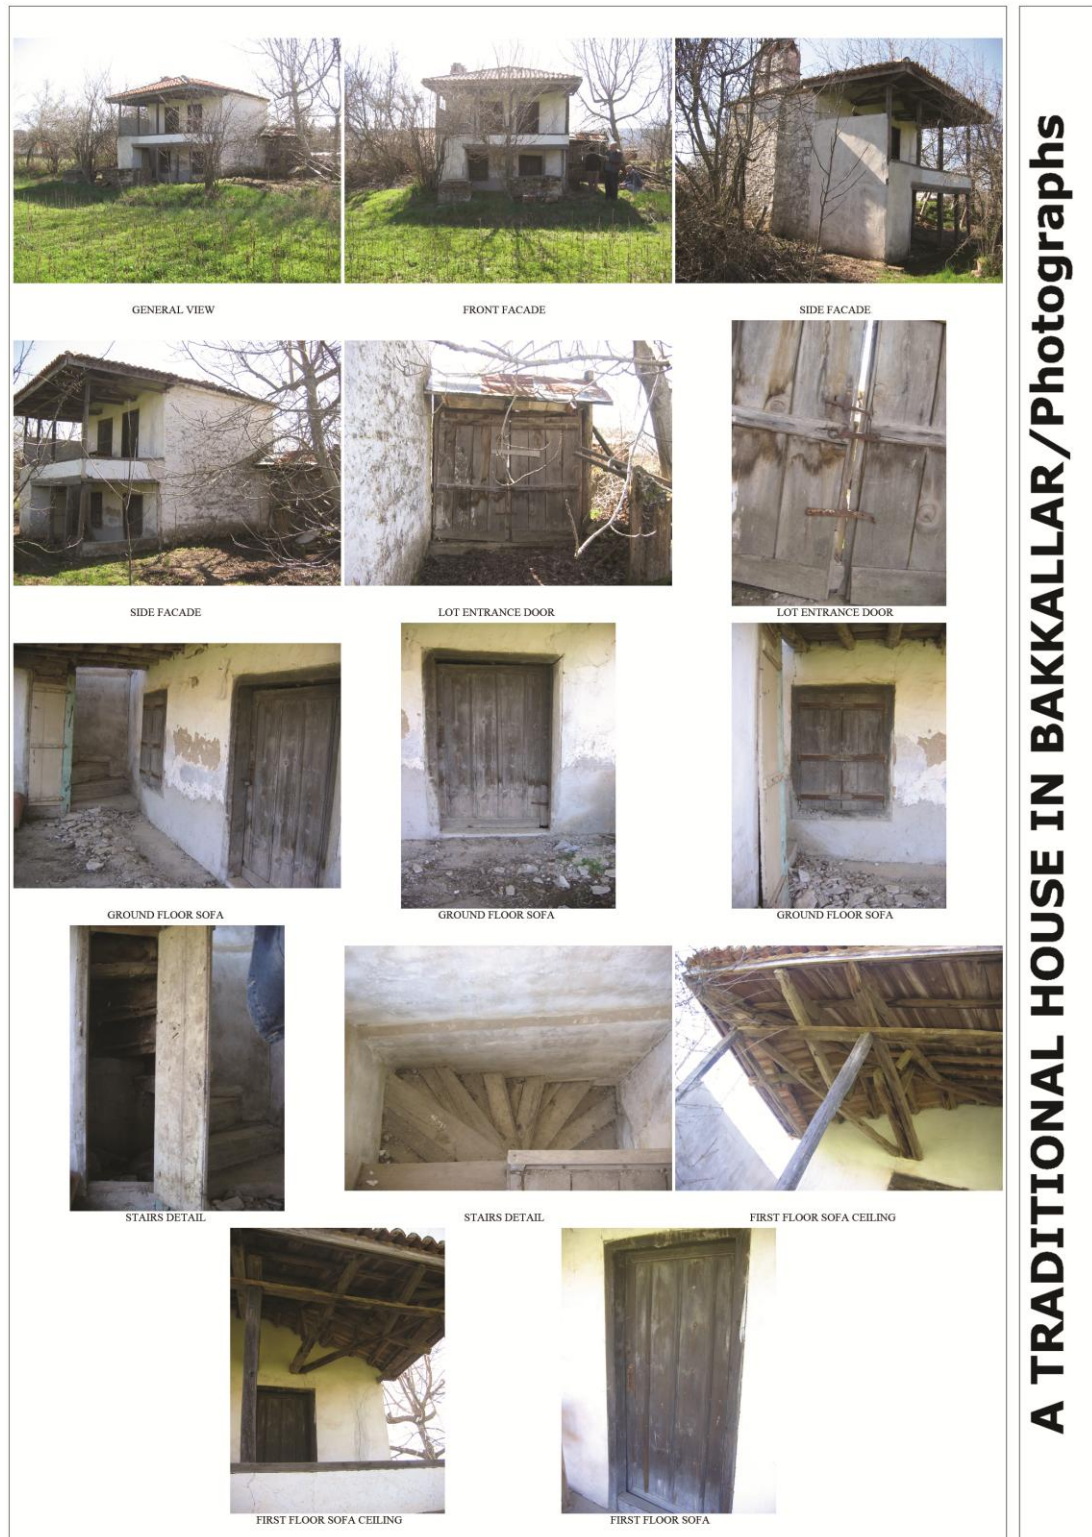 GENERAL VIEW
FRONT FACADE
SIDE FACADE
SIDE FACADE
LOT ENTRANCE DOOR
LOT ENTRANCE DOOR
GROUND FLOOR SOFA
GROUND FLOOR SOFA
GROUND FLOOR SOFA
STAIRS DETAIL
STAIRS DETAIL
FIRST FLOOR SOFA CEILING
FIRST FLOOR SOFA CEILING
FIRST FLOOR SOFA
A TRADITIONAL HOUSE IN BAKKALLAR/Photographs